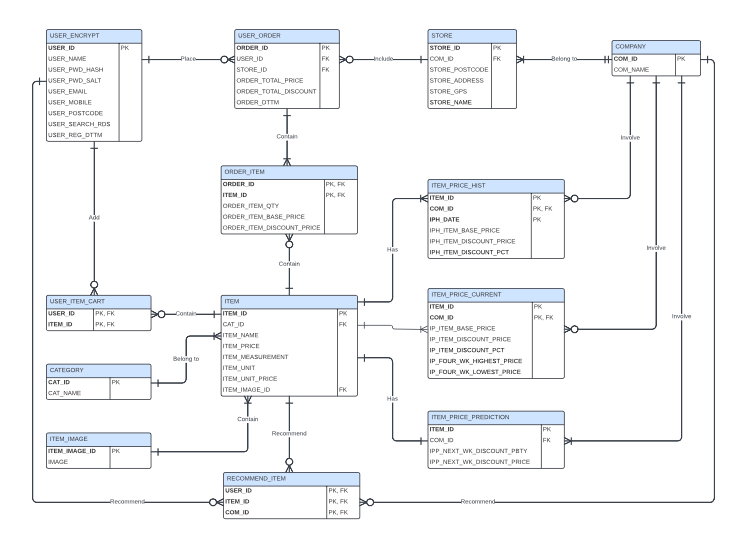 USER_ENCRYPT
USER_ID PK
USER_NAME
USER_PWD_HASH
USER_PWD_SALT
USER_EMAIL
USER_MOBILE
USER_POSTCODE
USER_SEARCH_RDS
USER_REG_DTTM
Place
USER_ORDER
ORDER_ID PK
USER_ID FK
STORE_ID FK
ORDER_TOTAL_PRICE
ORDER_TOTAL_DISCOUNT
ORDER_DTTM
Include
STORE
STORE_ID PK
COM_ID FK
STORE_POSTCODE
STORE_ADDRESS
STORE_GPS
STORE_NAME
Belong to
COMPANY
COM_ID PK
COM_NAME
Contain
Involve
ORDER_ITEM
ORDER_ID PK, FK
ITEM_ID PK, FK
ORDER_ITEM_QTY
ORDER_ITEM_BASE_PRICE
ORDER_ITEM_DISCOUNT_PRICE
ITEM_PRICE_HIST
ITEM_ID PK
COM_ID PK, FK
IPH_DATE PK
IPH_ITEM_BASE_PRICE
IPH_ITEM_DISCOUNT_PRICE
IPH_ITEM_DISCOUNT_PCT
Add
Has
Involve
Contain
USER_ITEM_CART
USER_ID PK, FK
ITEM_ID PK, FK
Contain
ITEM
ITEM_ID PK
CAT_ID FK
ITEM_NAME
ITEM_PRICE
ITEM_MEASUREMENT
ITEM_UNIT
ITEM_UNIT_PRICE
ITEM_IMAGE_ID FK
ITEM_PRICE_CURRENT
ITEM_ID PK
COM_ID PK, FK
IP_ITEM_BASE_PRICE
IP_ITEM_DISCOUNT_PRICE
IP_ITEM_DISCOUNT_PCT
IP_FOUR_WK_HIGHEST_PRICE
IP_FOUR_WK_LOWEST_PRICE
Involve
Belong to
CATEGORY
CAT_ID PK
CAT_NAME
Has
Contain
ITEM_PRICE_PREDICTION
ITEM_ID PK
COM_ID FK
IPP_NEXT_WK_DISCOUNT_PBTY
IPP_NEXT_WK_DISCOUNT_PRICE
Recommend
ITEM_IMAGE
ITEM_IMAGE_ID PK
IMAGE
RECOMMEND_ITEM
USER_ID PK, FK
ITEM_ID PK, FK
COM_ID PK, FK
Recommend
Recommend